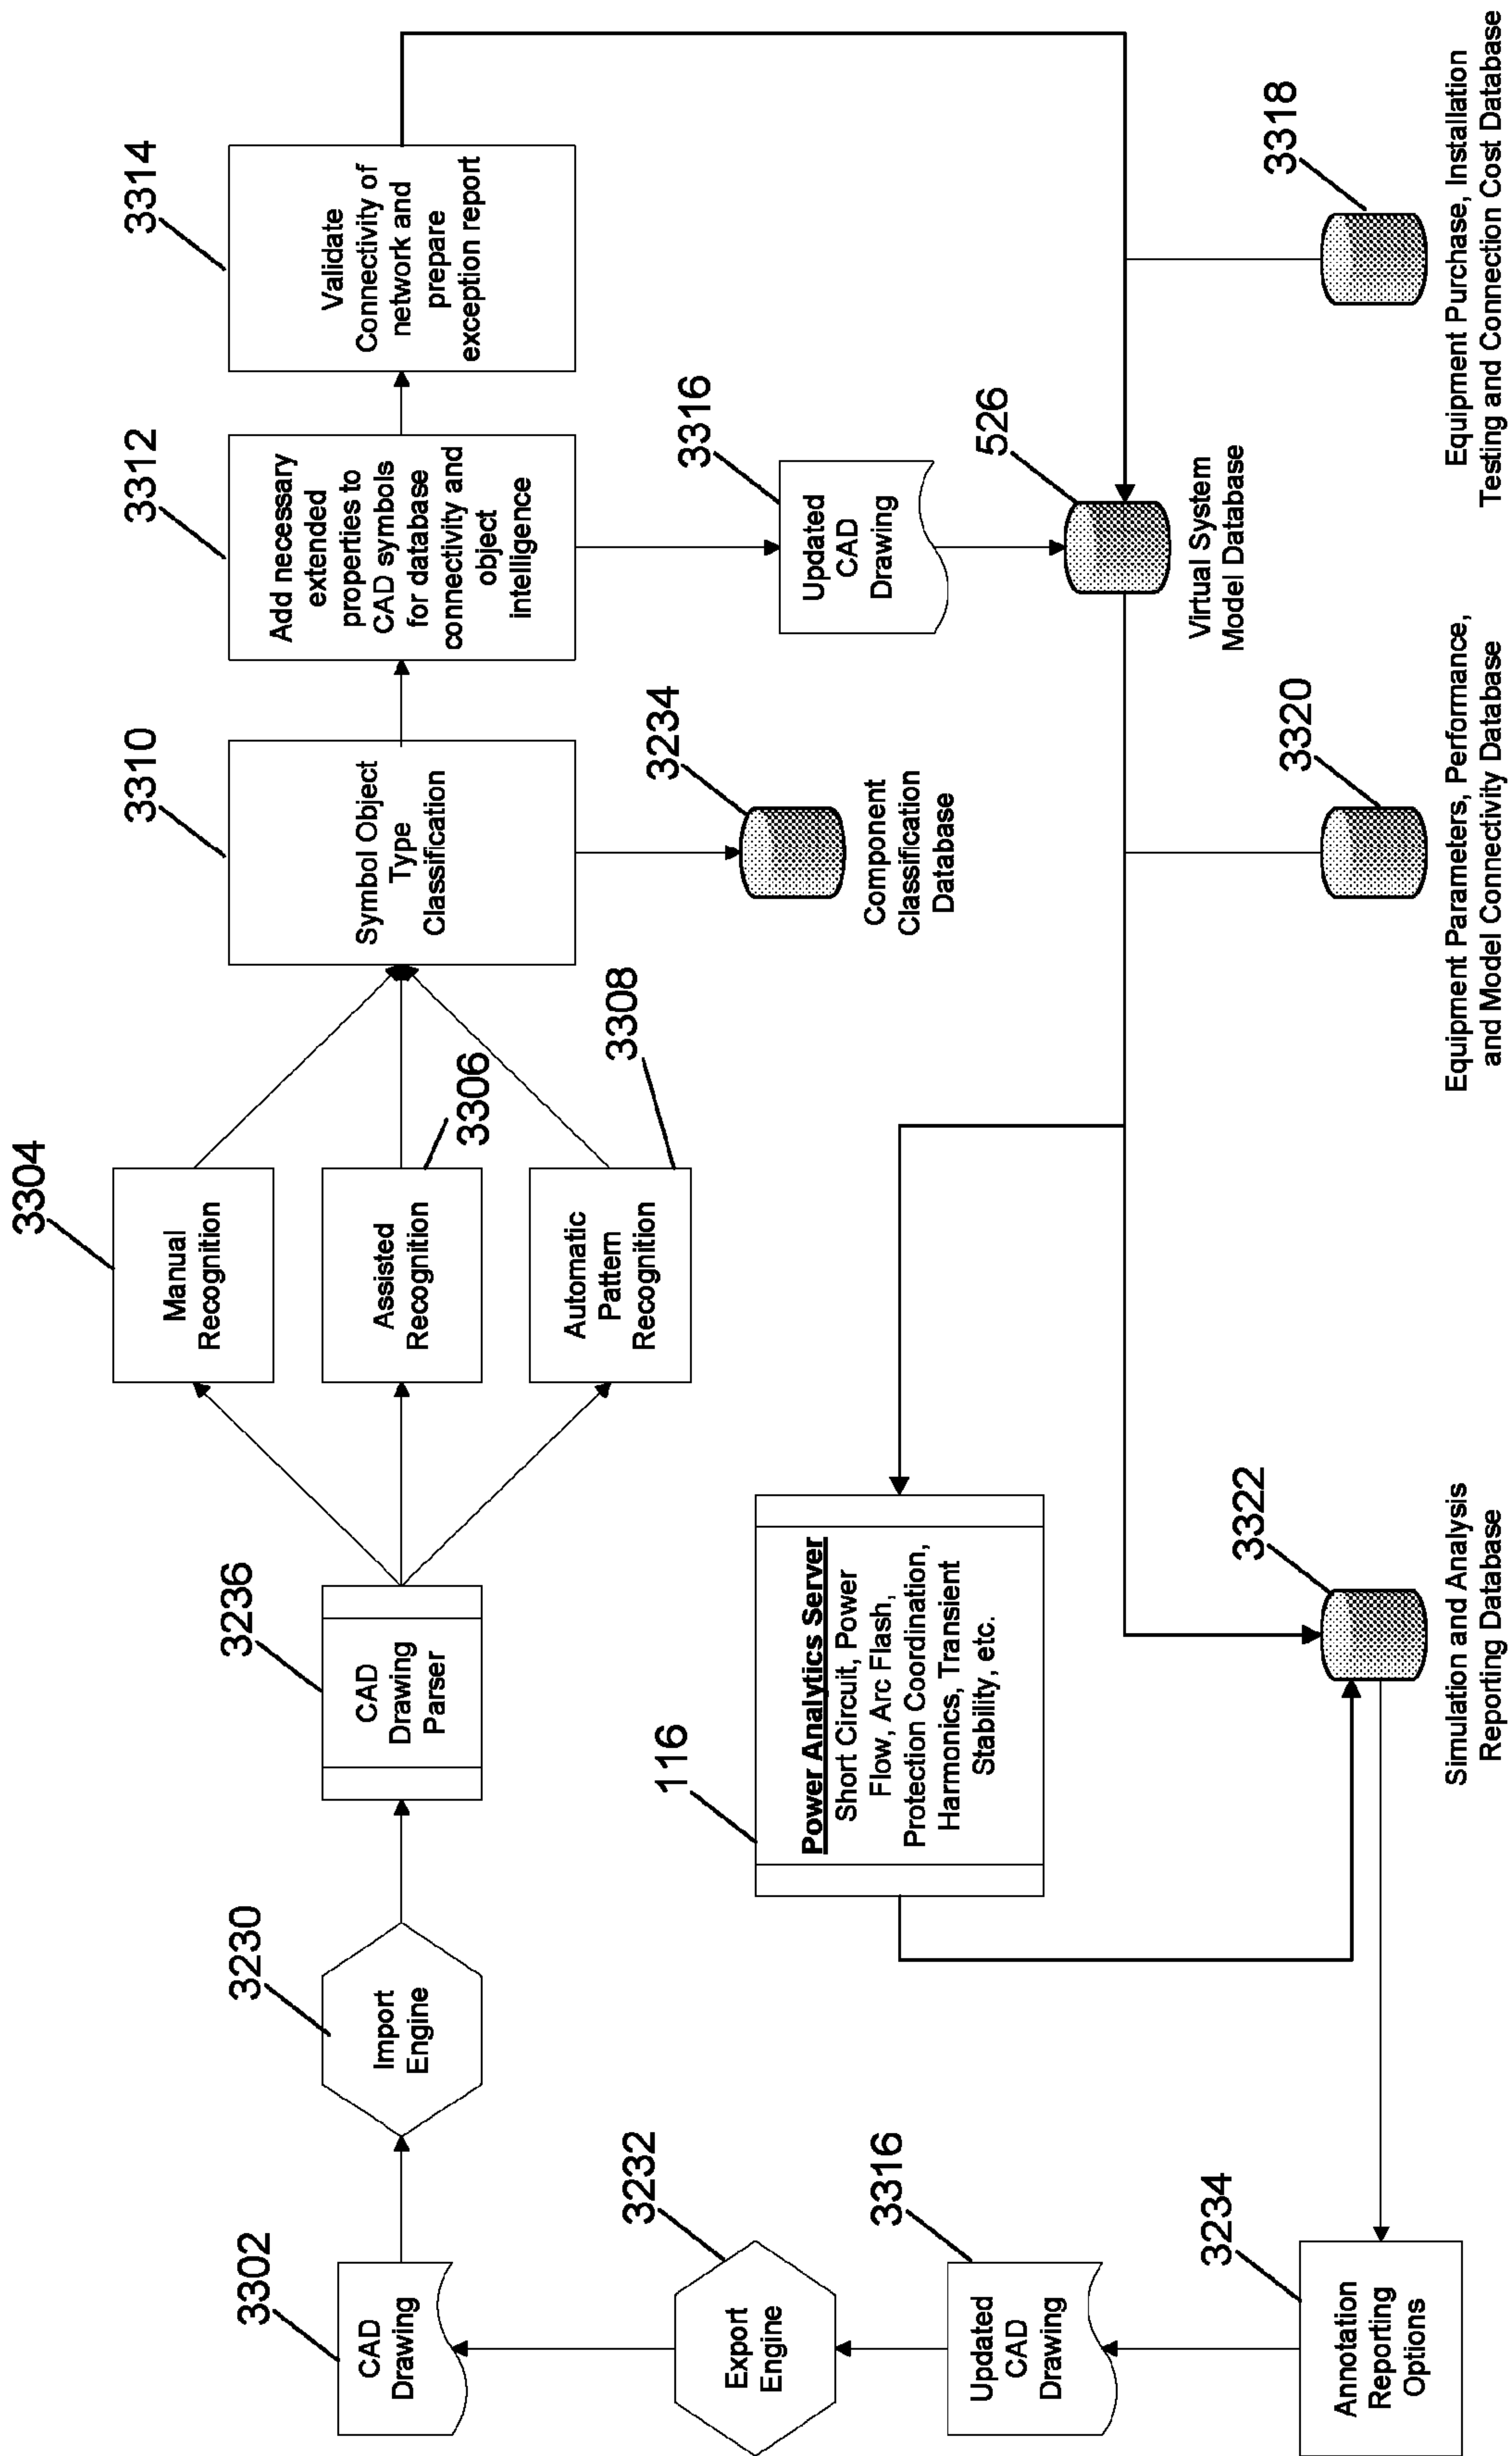 3302
CAD
Drawing
3230
Import
Engine
3236
CAD
Drawing
Parser
3304
Manual
Recognition
3306
Assisted
Recognition
3308
Automatic
Pattern
Recognition
3310
Symbol Object
Type
Classification
3312
Add necessary
extended
properties to
CAD symbols
for database
connectivity and
object
intelligence
3314
Validate
Connectivity of
network and
prepare
exception report
3232
Export
Engine
3316
Updated
CAD
Drawing
3234
Annotation
Reporting
Options
116
Power Analytics Server
Short Circuit, Power
Flow, Arc Flash,
Protection Coordination,
Harmonics, Transient
Stability, etc.
3234
Component
Classification
Database
3316
Updated
CAD
Drawing
526
Virtual System
Model Database
3322
Simulation and Analysis
Reporting Database
3320
Equipment Parameters, Performance,
and Model Connectivity Database
3318
Equipment Purchase, Installation
Testing and Connection Cost Database